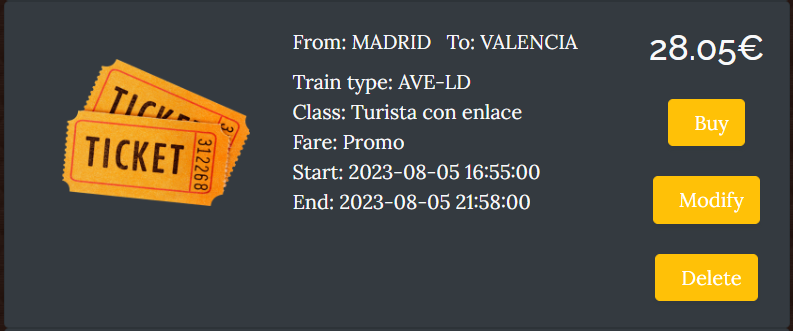 From: MADRID To: VALENCIA
28.05€
Train type: AVE-LD
Class: Turista con enlace
Fare: Promo
Start: 2023-08-05 16:55:00
End: 2023-08-05 21:58:00
TICKET
TICKET
312268
Buy
Modify
Delete